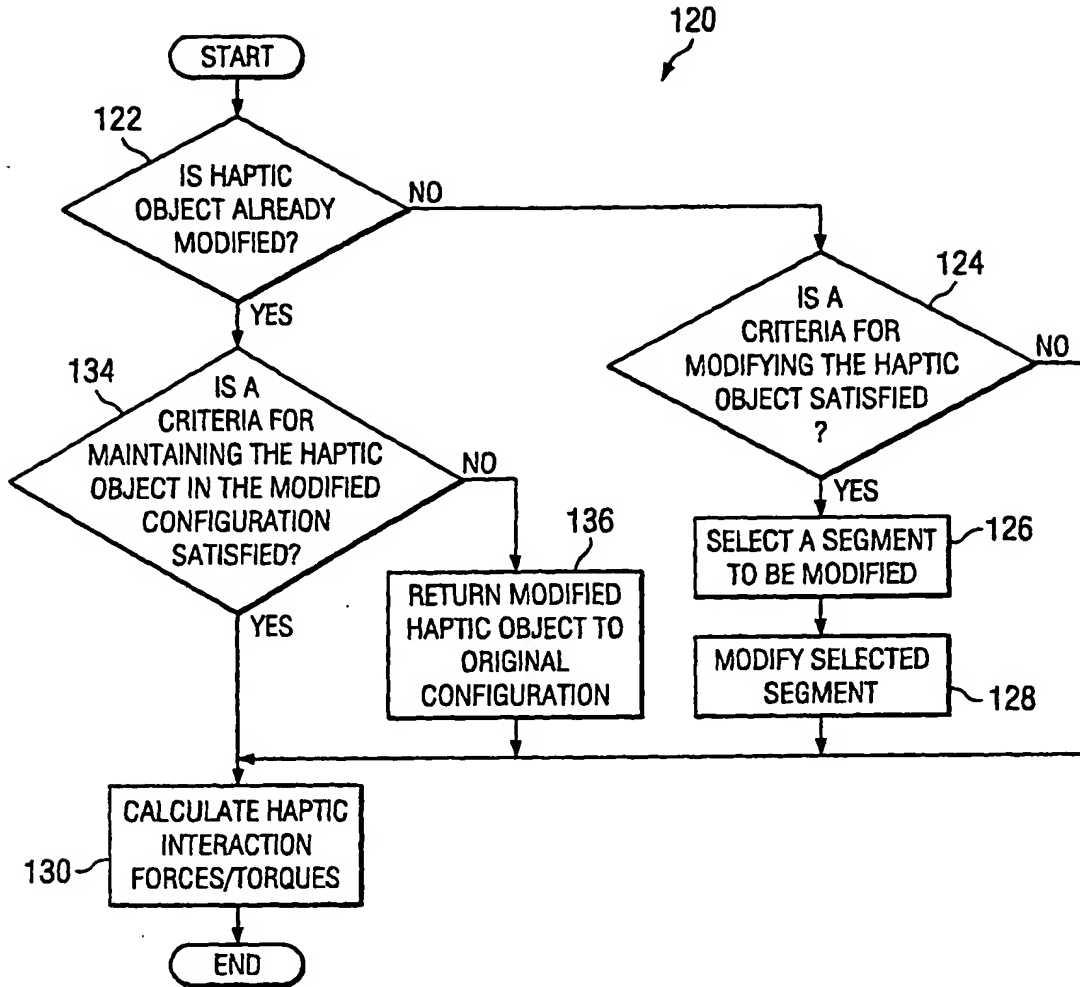 120
START
122
IS HAPTIC
OBJECT ALREADY
MODIFIED?
NO
YES
124
IS A
CRITERIA FOR
MODIFYING THE HAPTIC
OBJECT SATISFIED
?
NO
YES
134
IS A
CRITERIA FOR
MAINTAINING THE HAPTIC
OBJECT IN THE MODIFIED
CONFIGURATION
SATISFIED?
NO
YES
136
RETURN MODIFIED
HAPTIC OBJECT TO
ORIGINAL
CONFIGURATION
SELECT A SEGMENT
TO BE MODIFIED
126
MODIFY SELECTED
SEGMENT
128
CALCULATE HAPTIC
INTERACTION
FORCES/TORQUES
130
END